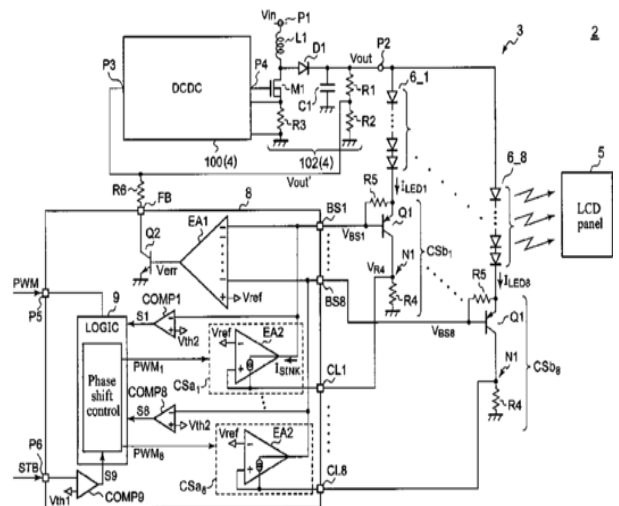 Vin
P1
L1
3
2
D1
P2
Vout
P3
P4
DCDC
M1
C1
R1
6_1
R3
R2
5
100(4)
102(4)
6_8
Vout'
R6
LCD
panel
FB
8
R5
ILED1
Q2
EA1
BS1
Q1
VBS1
CSb1
ILED8
Verr
VR4
N1
R5
PWM
9
Vref
BS8
R4
Q1
COMP1
VBS8
P5
S1
LOGIC
Vth2
Vref
EA2
CSb8
N1
PWM1
ISINK
CL1
Phase
shift
control
CSa1
R4
COMP8
S8
Vth2
EA2
P6
PWM8
Vref
STB
S9
CL8
CSa8
Vth1
COMP9